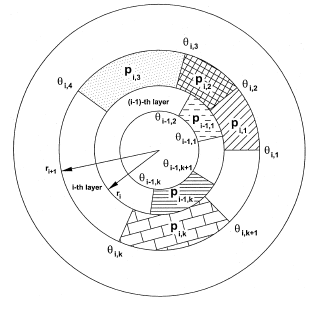 θi,3
θi,4
pi,3
pi,2
θi,2
(i-1)-th layer
θi-1,2
pi-1,1
pi,1
θi-1,1
θi,1
θi-1,k+1
ri+1
θi-1,k
i-th layer
ri
pi-1,k
pi,k
θi,k+1
θi,k